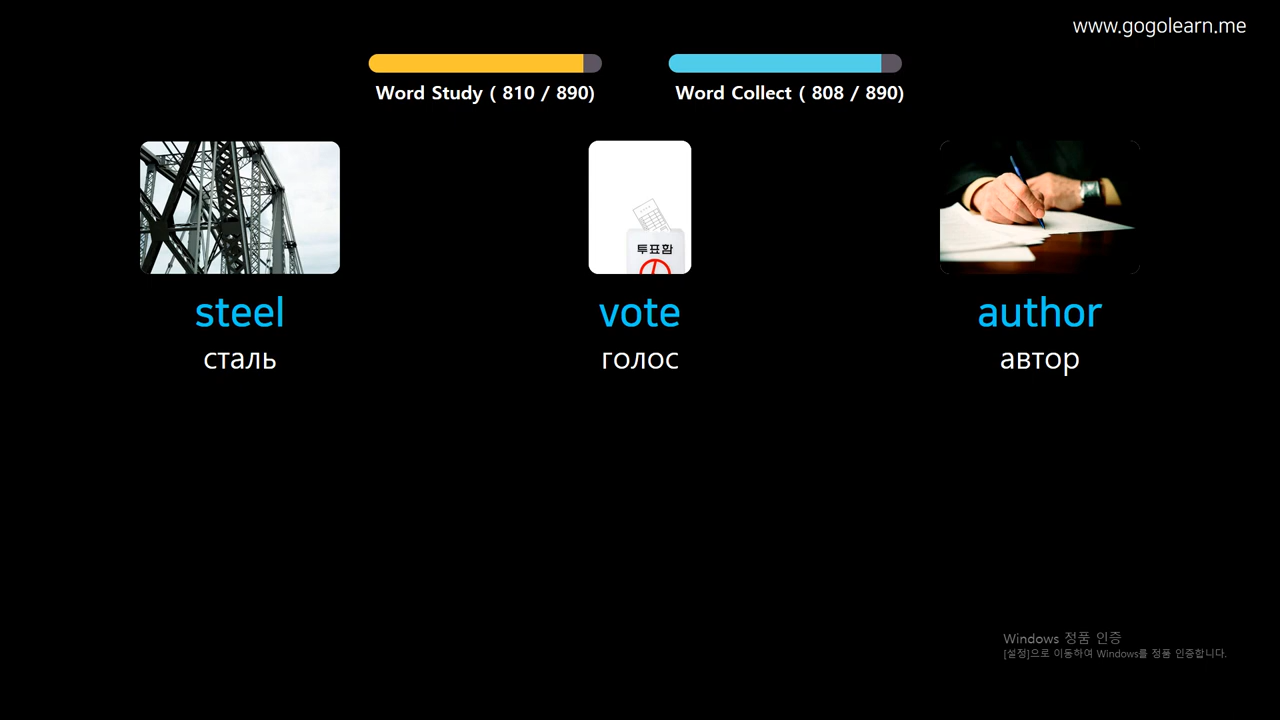 www.gogolearn.me
Word Study ( 810 / 890)
Word Collect ( 808 / 890)
투표함
steel
vote
author
сталь
голос
автор
Windows 정품 인증
[설정]으로 이동하여 Windows를 정품 인증합니다.